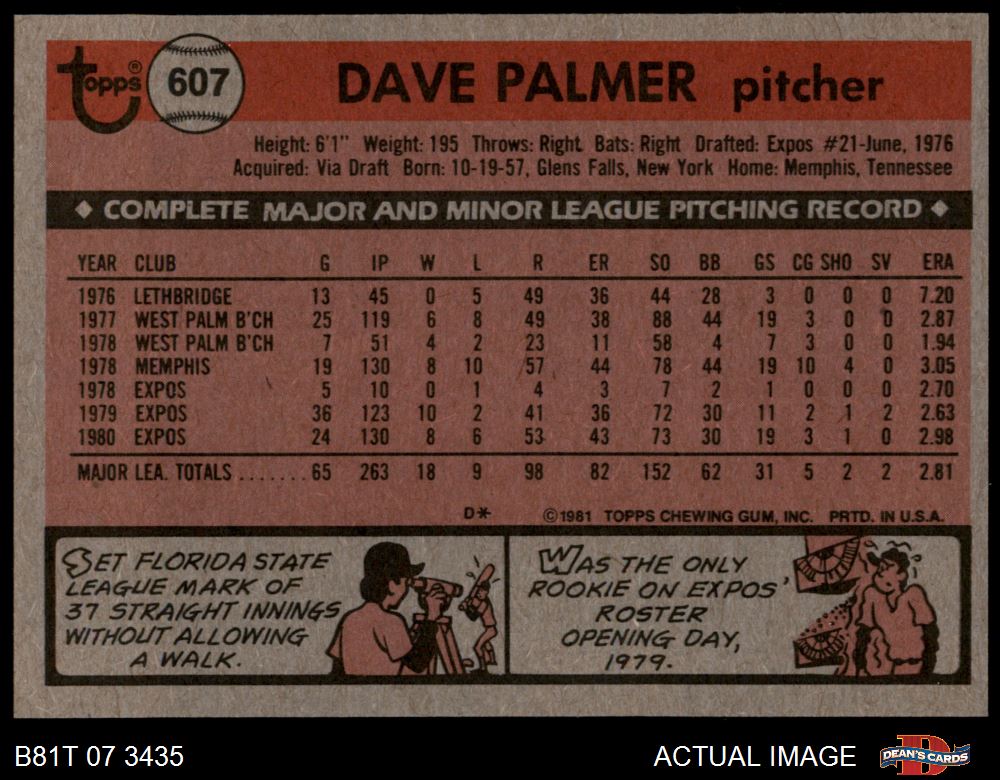 Topps® 607 DAVE PALMER pitcher
Height: 6'1" Weight: 195 Throws: Right Bats: Right Drafted: Expos #21-June, 1976
Acquired: Via Draft Born: 10-19-57, Glens Falls, New York Home: Memphis, Tennessee
◆ COMPLETE MAJOR AND MINOR LEAGUE PITCHING RECORD ◆
YEAR CLUB G IP W L R ER SO BB GS CG SHO SV ERA
1976 LETHBRIDGE 13 45 0 5 49 36 44 28 3 0 0 0 7.20
1977 WEST PALM B'CH 25 119 6 8 49 38 88 44 19 3 0 0 2.87
1978 WEST PALM B'CH 7 51 4 2 23 11 58 4 7 3 0 0 1.94
1978 MEMPHIS 19 130 8 10 57 44 78 44 19 10 4 0 3.05
1978 EXPOS 5 10 0 1 4 3 7 2 1 0 0 0 2.70
1979 EXPOS 36 123 10 2 41 36 72 30 11 2 1 2 2.63
1980 EXPOS 24 130 8 6 53 43 73 30 19 3 1 0 2.98
MAJOR LEA. TOTALS ....... 65 263 18 9 98 82 152 62 31 5 2 2 2.81
D* ©1981 TOPPS CHEWING GUM, INC. PRTD. IN U.S.A.
SET FLORIDA STATE
LEAGUE MARK OF
37 STRAIGHT INNINGS
WITHOUT ALLOWING
A WALK.
WAS THE ONLY
ROOKIE ON EXPOS'
ROSTER
OPENING DAY,
1979.
B81T 07 3435 ACTUAL IMAGE DEAN'S CARDS